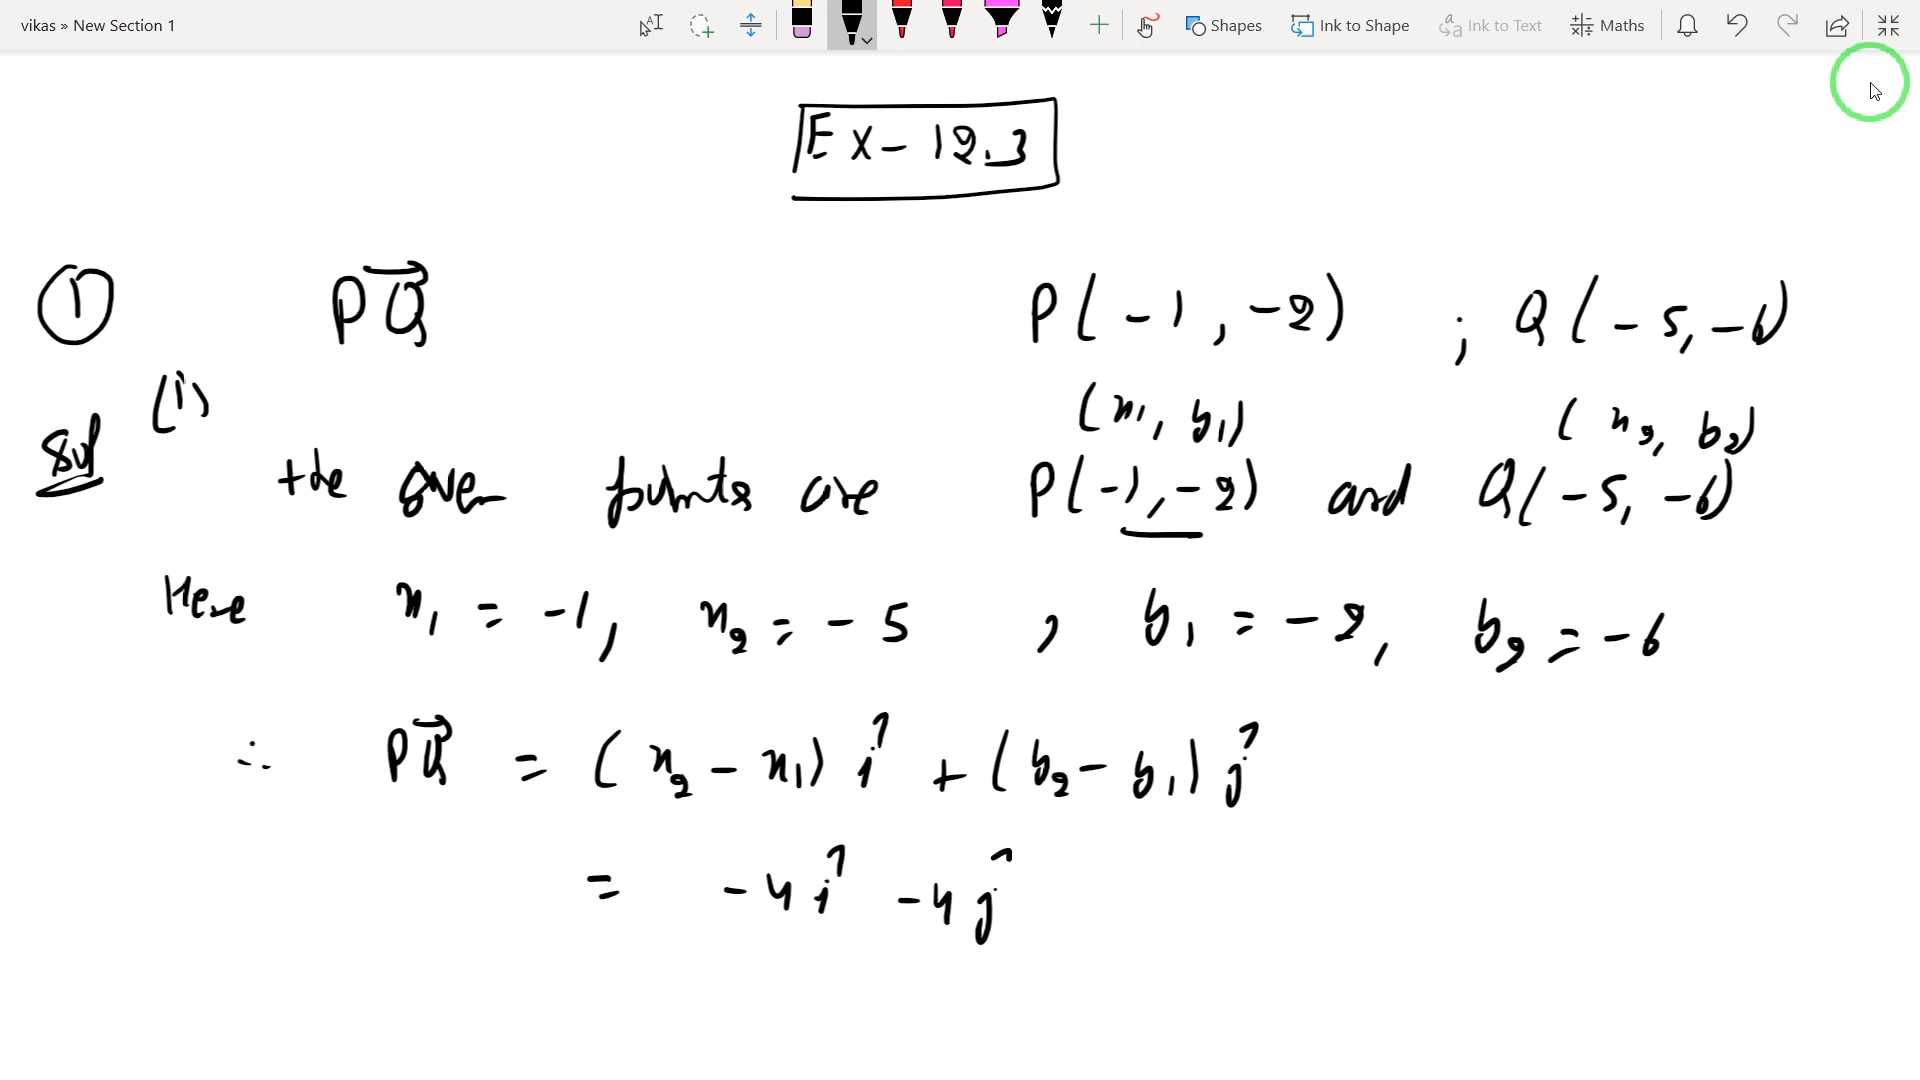 vikas » New Section 1 Shapes Ink to Shape Ink to Text Maths
Ex - 12.3
① PQ⃗ P(-1, -2) ; Q(-5, -6)
(i) (x₁, y₁) (x₂, y₂)
Sol the given points are P(-1, -2) and Q(-5, -6)
Here x₁ = -1, x₂ = -5 , y₁ = -2, y₂ = -6
∴ PQ⃗ = (x₂ - x₁) î + (y₂ - y₁) ĵ
= -4 î - 4 ĵ